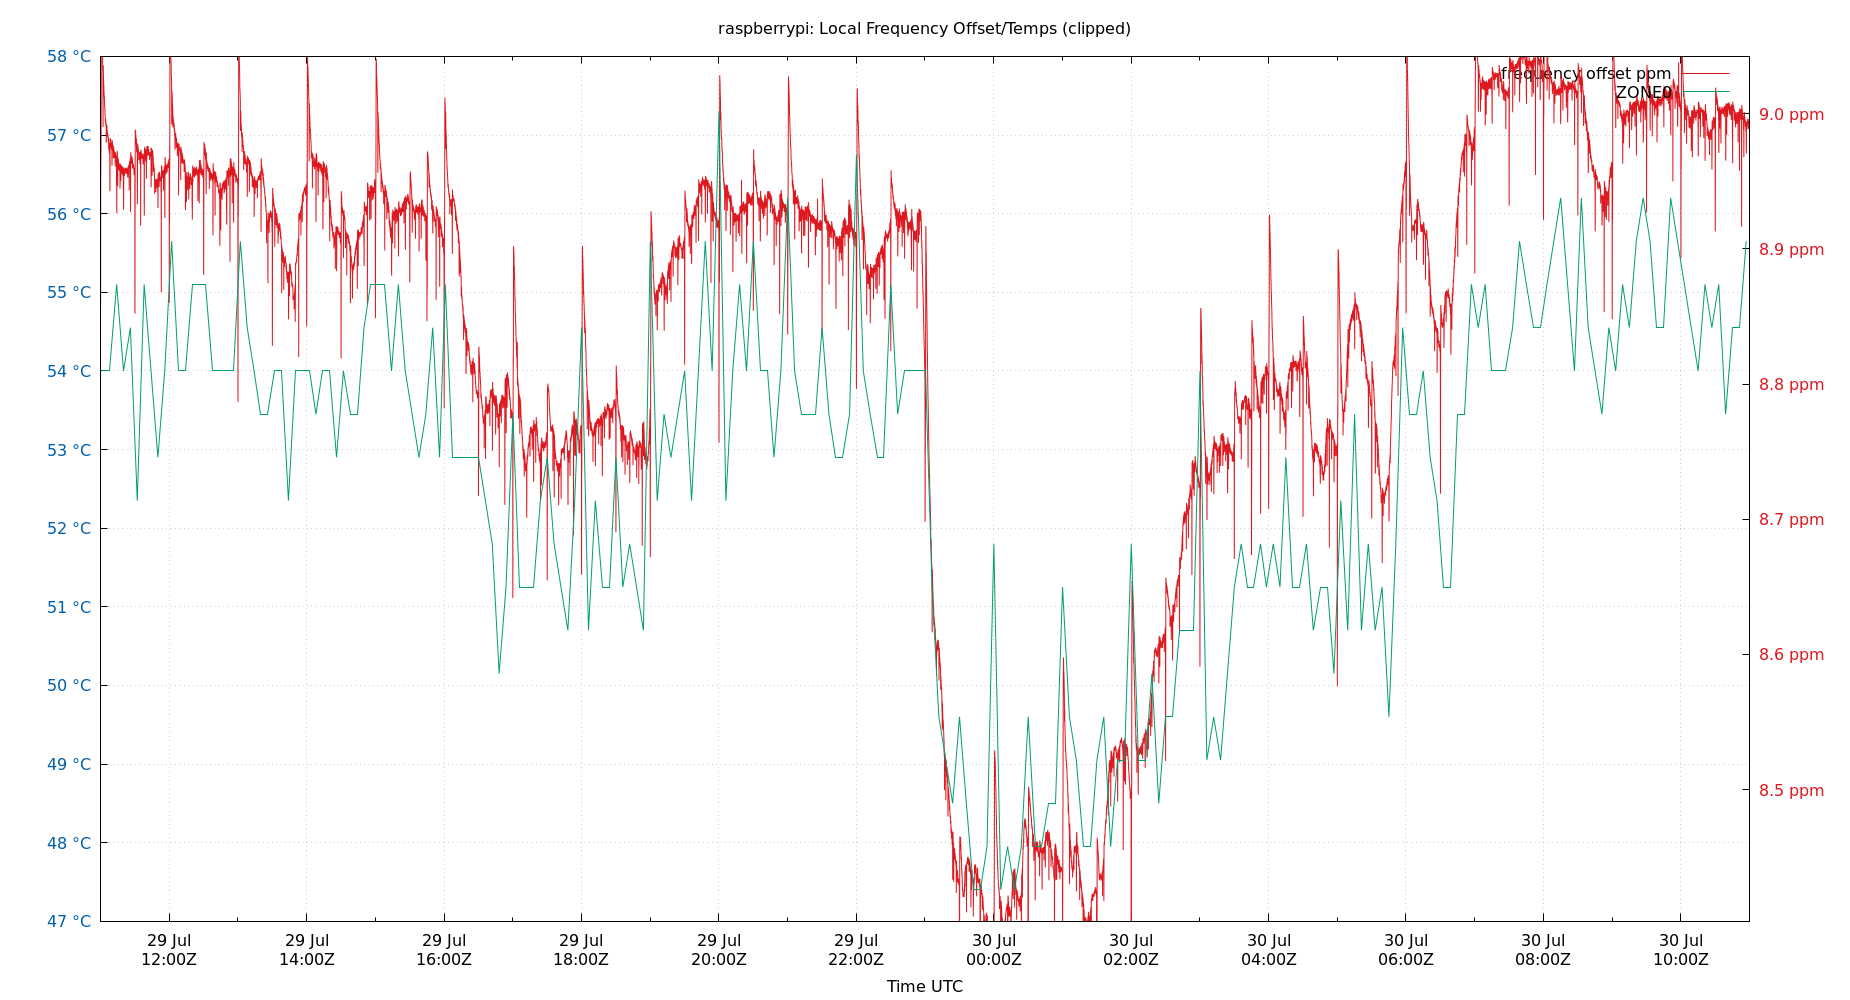 raspberrypi: Local Frequency Offset/Temps (clipped)
58 °C
57 °C
56 °C
55 °C
54 °C
53 °C
52 °C
51 °C
50 °C
49 °C
48 °C
47 °C
frequency offset ppm
ZONE0
9.0 ppm
8.9 ppm
8.8 ppm
8.7 ppm
8.6 ppm
8.5 ppm
29 Jul 29 Jul 29 Jul 29 Jul 29 Jul 29 Jul 30 Jul 30 Jul 30 Jul 30 Jul 30 Jul 30 Jul
12:00Z 14:00Z 16:00Z 18:00Z 20:00Z 22:00Z 00:00Z 02:00Z 04:00Z 06:00Z 08:00Z 10:00Z
Time UTC